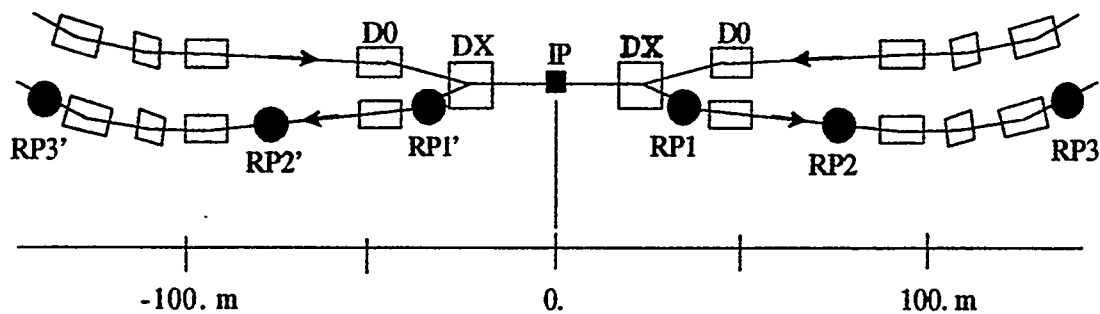 D0 DX IP DX D0
RP3' RP2' RP1' RP1 RP2 RP3
-100. m 0. 100. m